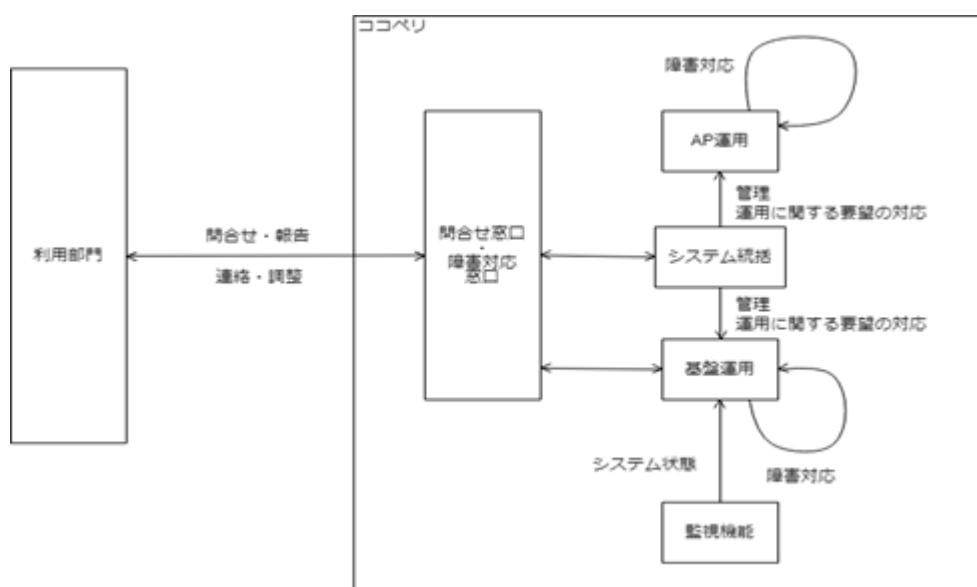 ココペリ
障害対応
AP運用
管理
運用に関する要望の対応
問合せ・報告
利用部門
連絡・調整
問合せ窓口
・
障害対応
窓口
システム統括
管理
運用に関する要望の対応
基盤運用
システム状態
障害対応
監視機能